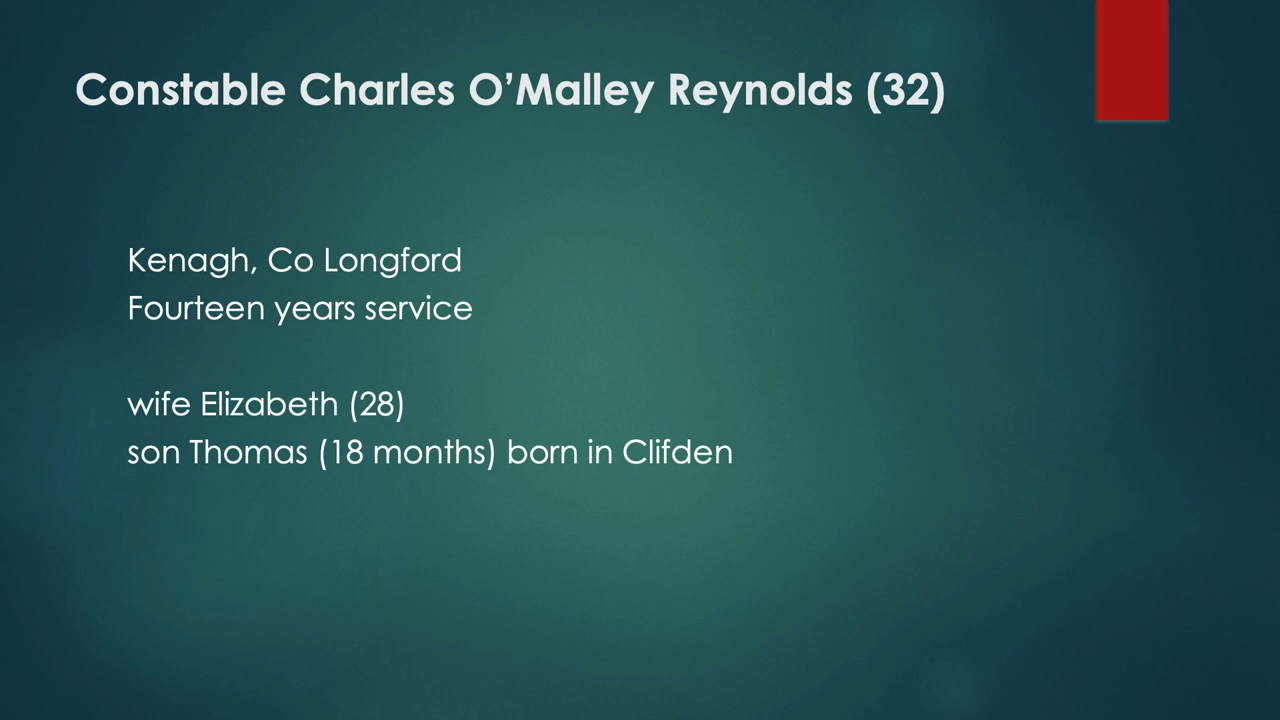 Constable Charles O’Malley Reynolds (32)
Kenagh, Co Longford
Fourteen years service
wife Elizabeth (28)
son Thomas (18 months) born in Clifden